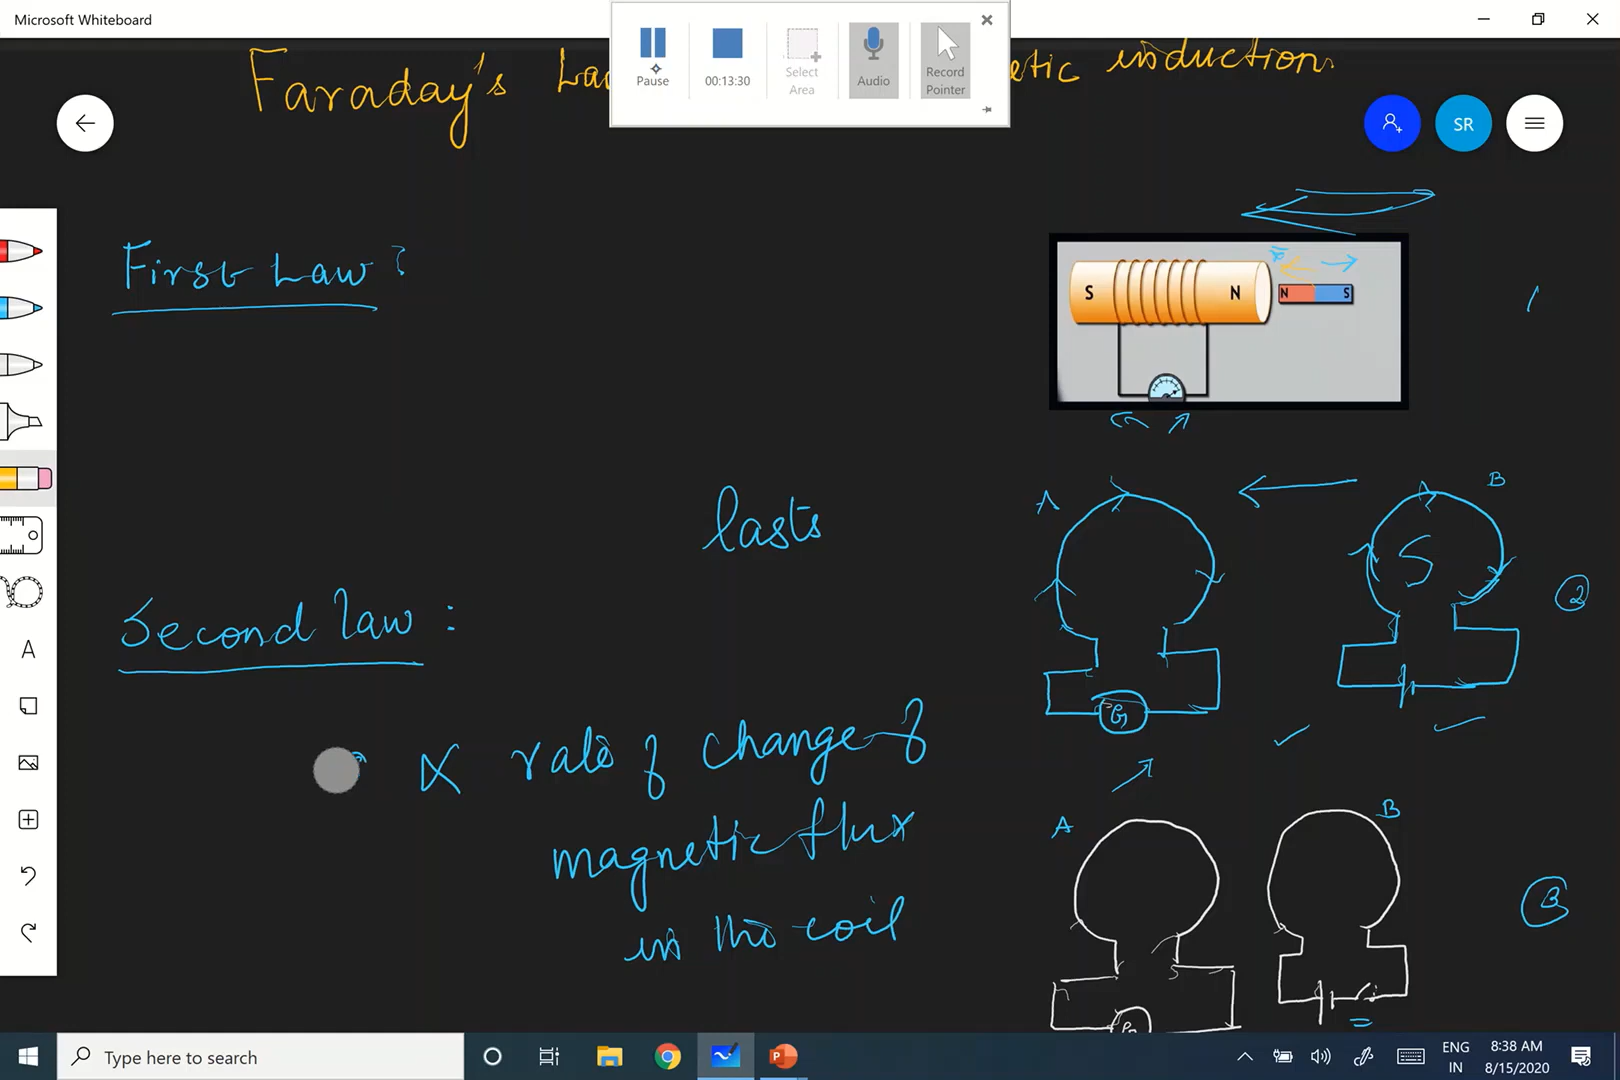 Microsoft Whiteboard
Pause
00:13:30
Select Area
Audio
Record Pointer
Faraday's
etic induction
SR
First Law :
S N N S
lasts
A B
S
2
Second law :
G
∝ rate of change of
magnetic flux
in the coil
A B
3
A
Type here to search
P
ENG
IN
8:38 AM
8/15/2020